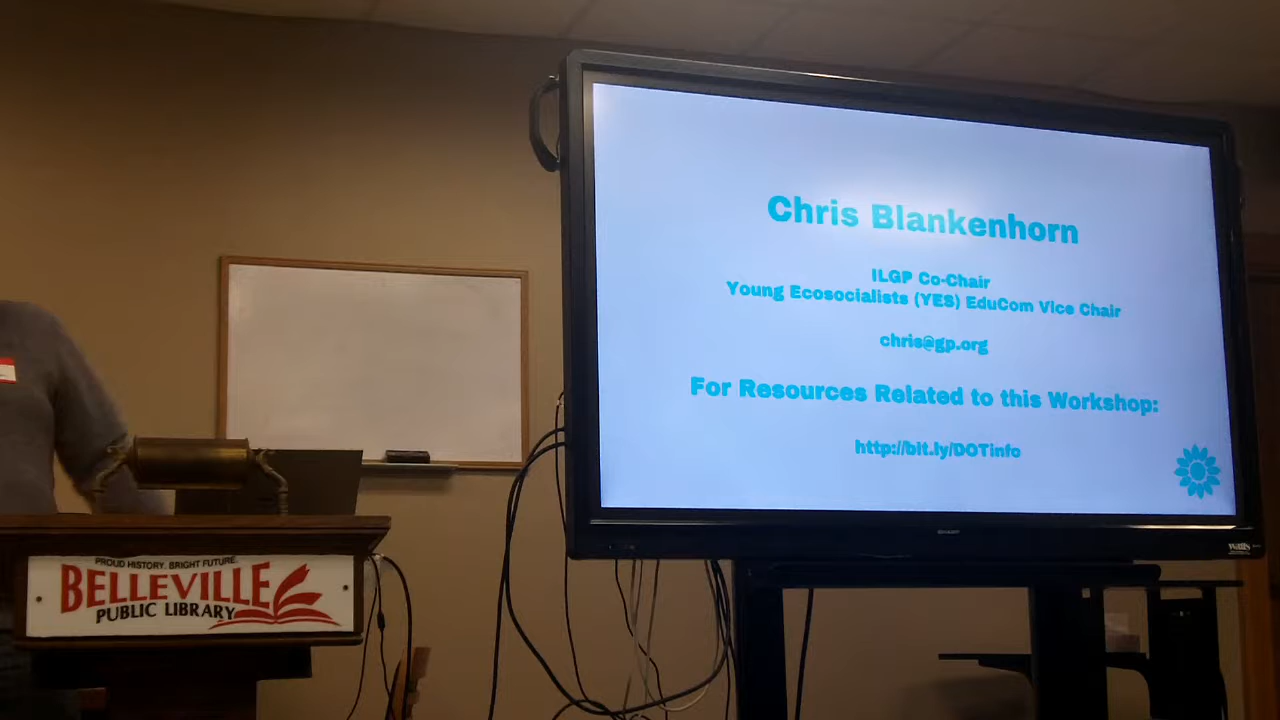 Chris Blankenhorn
ILGP Co-Chair
Young Ecosocialists (YES) EduCom Vice Chair
chris@gp.org
For Resources Related to this Workshop:
http://bit.ly/DOTinfo
PROUD HISTORY. BRIGHT FUTURE.
BELLEVILLE
PUBLIC LIBRARY